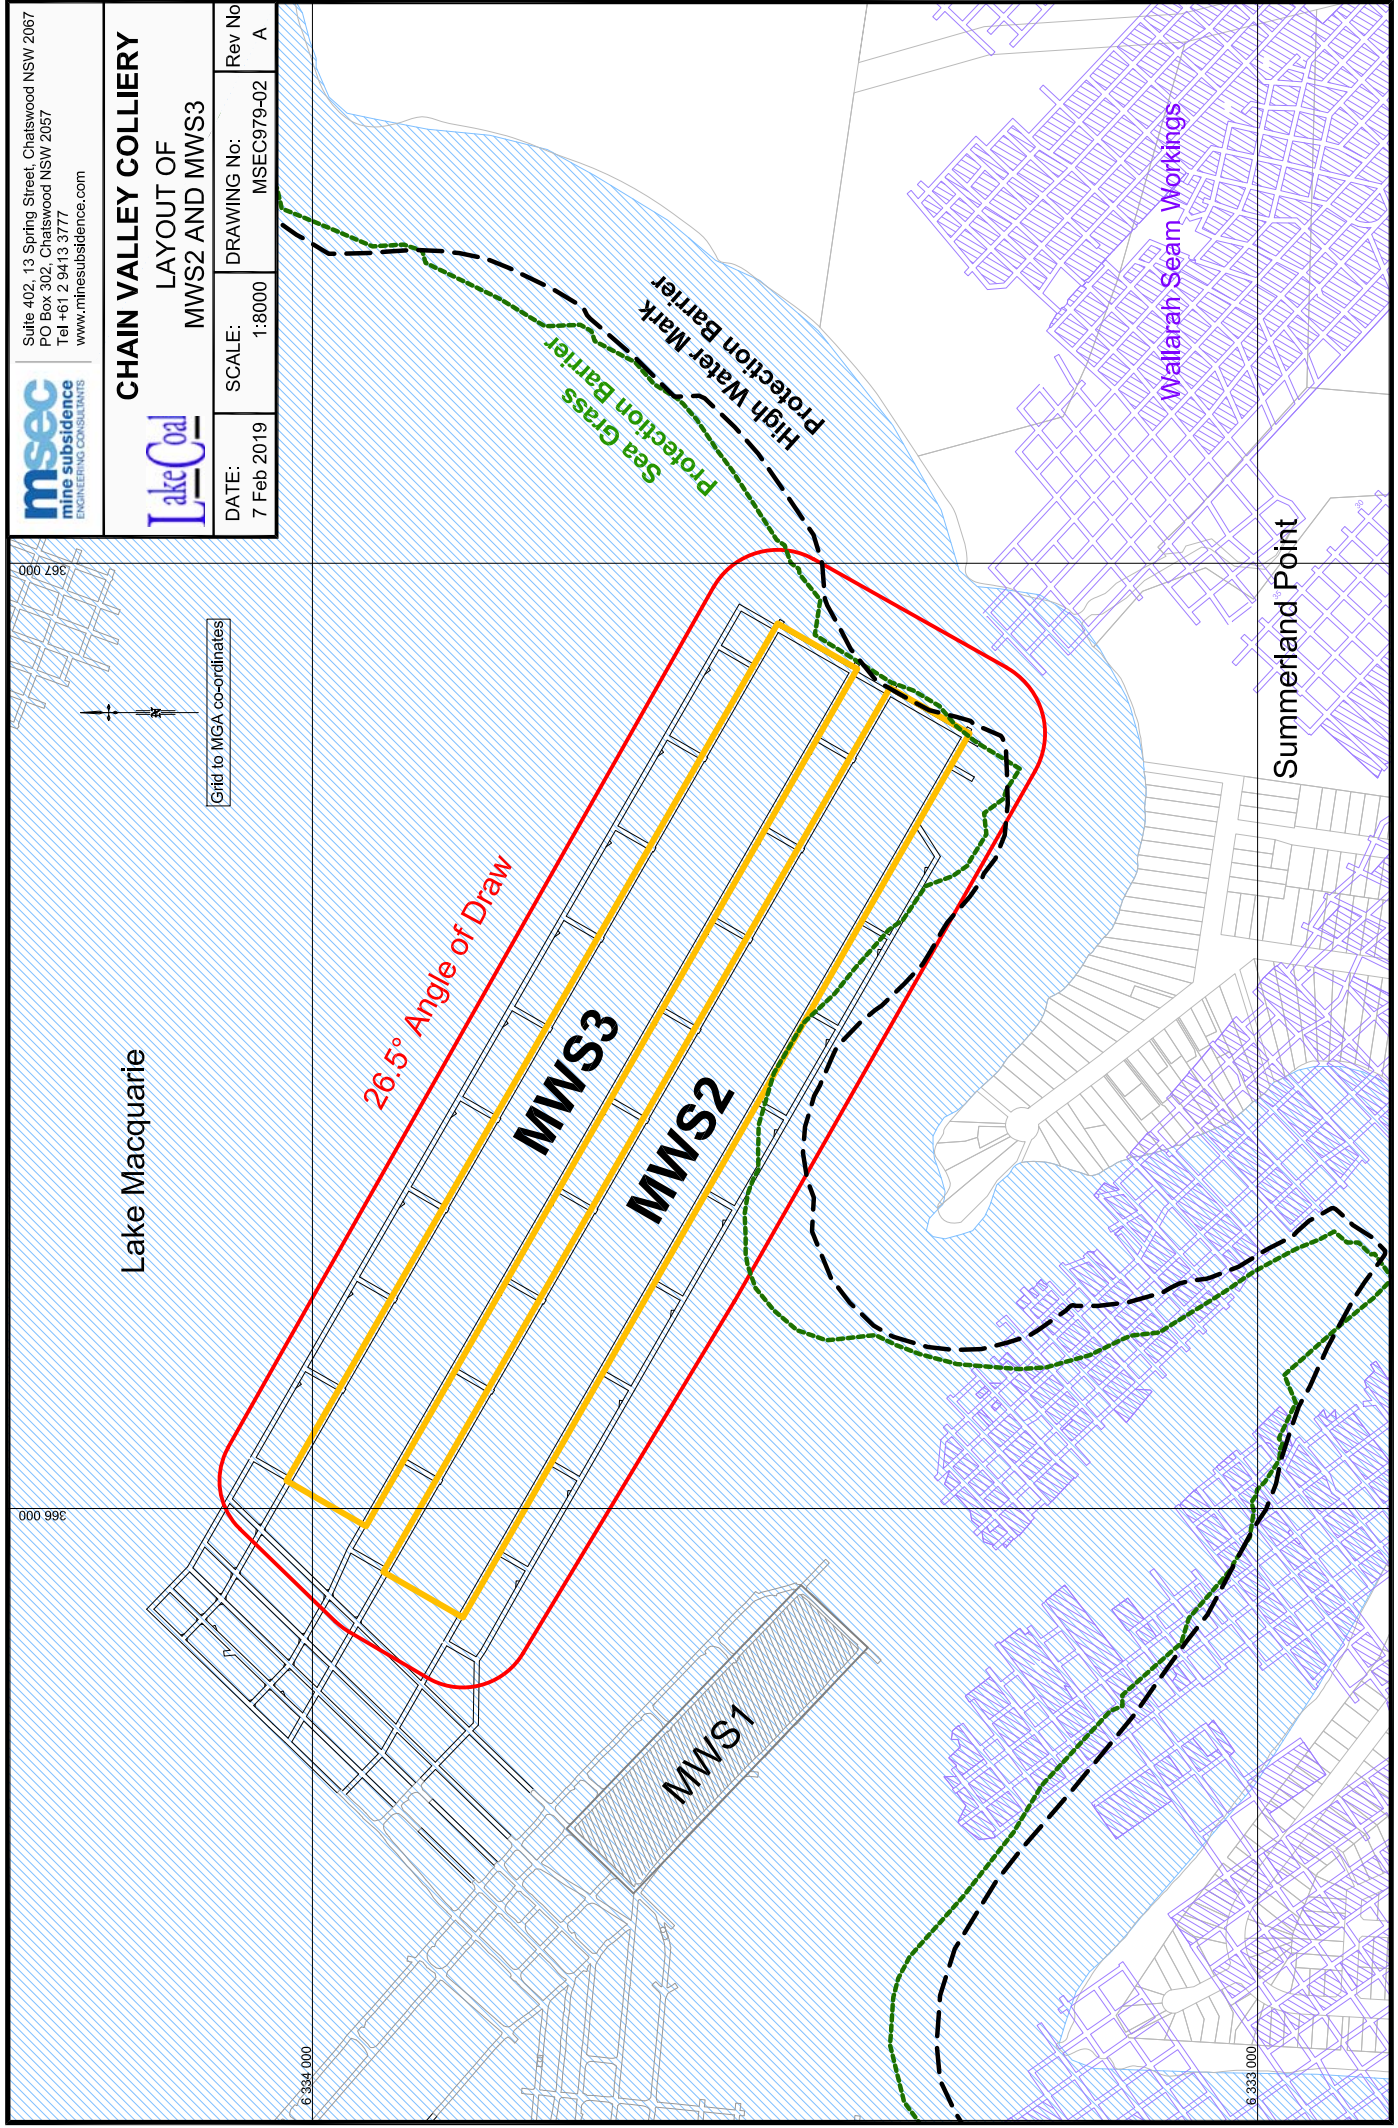 msec
mine subsidence
ENGINEERING CONSULTANTS
Suite 402, 13 Spring Street, Chatswood NSW 2067
PO Box 302, Chatswood NSW 2057
Tel +61 2 9413 3777
www.minesubsidence.com
LakeCoal
CHAIN VALLEY COLLIERY
LAYOUT OF
MWS2 AND MWS3
DATE:
7 Feb 2019
SCALE:
1:8000
DRAWING No:
MSEC979-02
Rev No
A
Lake Macquarie
Grid to MGA co-ordinates
N
366 000
367 000
6 334 000
6 333 000
26.5° Angle of Draw
MWS3
MWS2
MWS1
Sea Grass
Protection Barrier
High Water Mark
Protection Barrier
Wallarah Seam Workings
Summerland Point
30
35